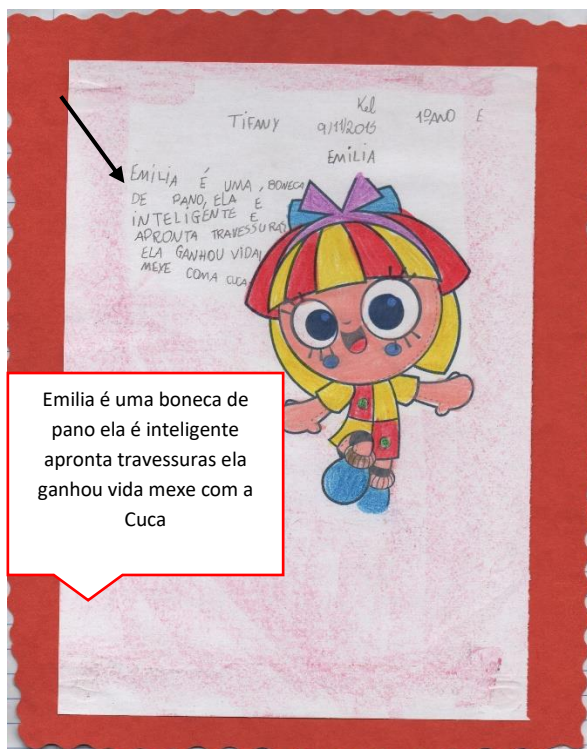 Kel
TIFANY 9/11/2015 1º ANO E
EMILIA
EMILIA É UMA, BONECA
DE PANO, ELA E
INTELIGENTE E
APRONTA TRAVESSURAS
ELA GANHOU VIDA,
MEXE COM A CUCA
Emilia é uma boneca de
pano ela é inteligente
apronta travessuras ela
ganhou vida mexe com a
Cuca